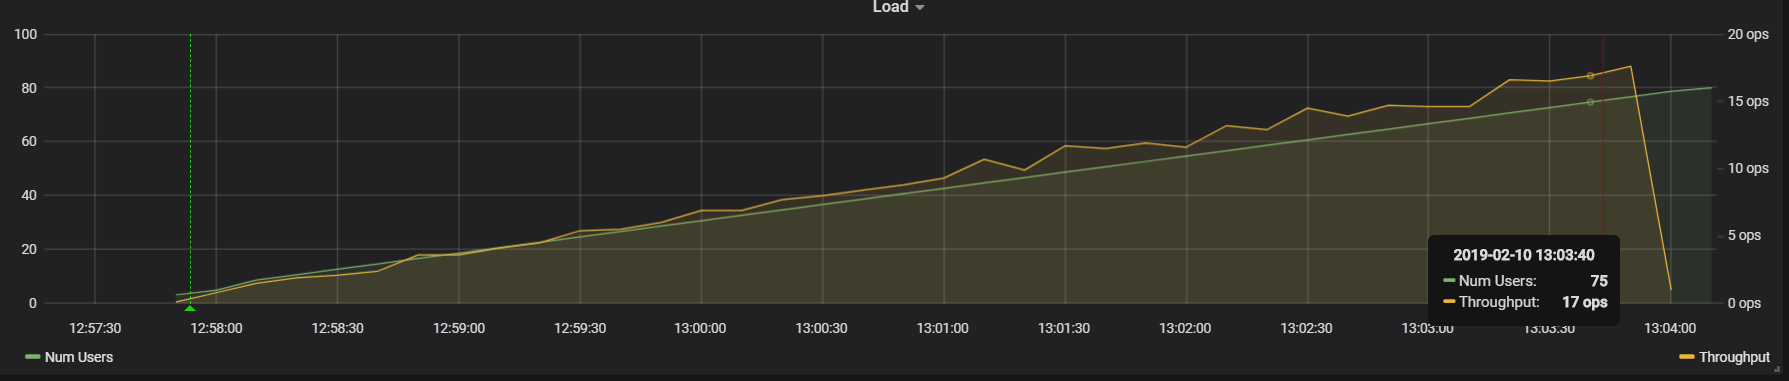 Load
100 20 ops
80 15 ops
60
40 10 ops
20 5 ops
0 0 ops
2019-02-10 13:03:40
Num Users: 75
Throughput: 17 ops
12:57:30 12:58:00 12:58:30 12:59:00 12:59:30 13:00:00 13:00:30 13:01:00 13:01:30 13:02:00 13:02:30 13:03:00 13:03:30 13:04:00
Num Users Throughput